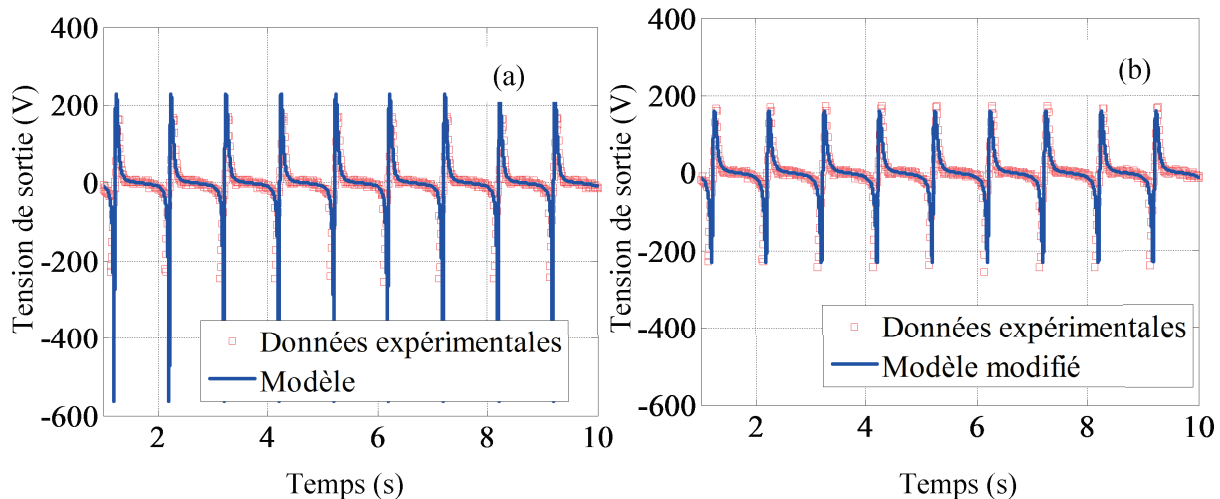 400
200
0
-200
-400
-600
Tension de sortie (V)
(a)
Données expérimentales
Modèle
2
4
6
8
10
Temps (s)
400
200
0
-200
-400
-600
Tension de sortie (V)
(b)
Données expérimentales
Modèle modifié
2
4
6
8
10
Temps (s)